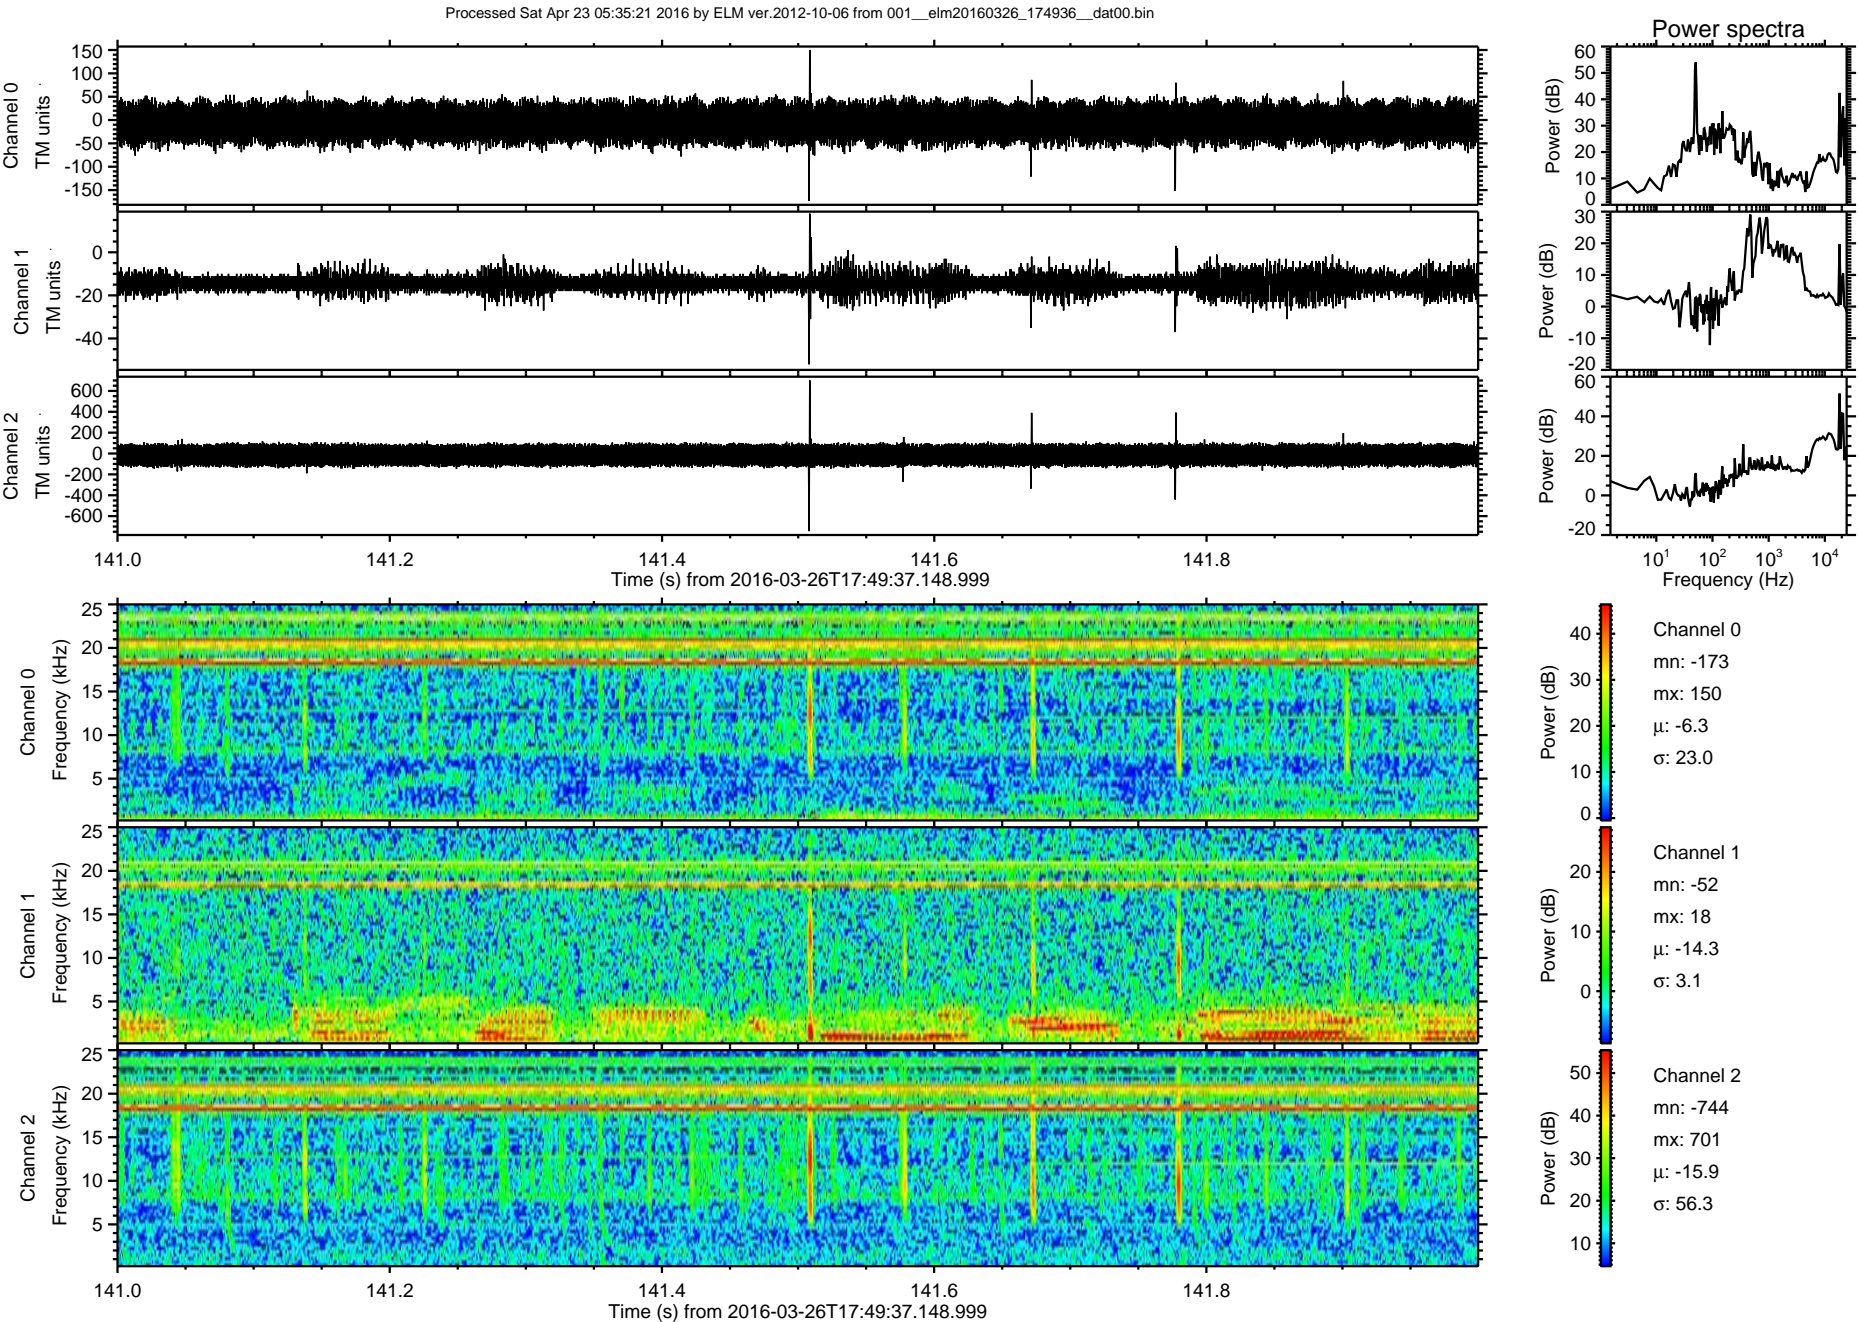 Processed Sat Apr 23 05:35:21 2016 by ELM ver.2012-10-06 from 001__elm20160326_174936__dat00.bin
Power spectra
Channel 0
TM units
150
100
50
0
-50
-100
-150
Power (dB)
60
50
40
30
20
10
0
Channel 1
TM units
0
-20
-40
Power (dB)
30
20
10
0
-10
-20
Channel 2
TM units
600
400
200
0
-200
-400
-600
Power (dB)
60
40
20
0
-20
141.0 141.2 141.4 141.6 141.8
Time (s) from 2016-03-26T17:49:37.148.999
10^1 10^2 10^3 10^4
Frequency (Hz)
Channel 0
Frequency (kHz)
25
20
15
10
5
Power (dB)
40
30
20
10
0
Channel 0
mn: -173
mx: 150
μ: -6.3
σ: 23.0
Channel 1
Frequency (kHz)
25
20
15
10
5
Power (dB)
20
10
0
Channel 1
mn: -52
mx: 18
μ: -14.3
σ: 3.1
Channel 2
Frequency (kHz)
25
20
15
10
5
Power (dB)
50
40
30
20
10
Channel 2
mn: -744
mx: 701
μ: -15.9
σ: 56.3
141.0 141.2 141.4 141.6 141.8
Time (s) from 2016-03-26T17:49:37.148.999